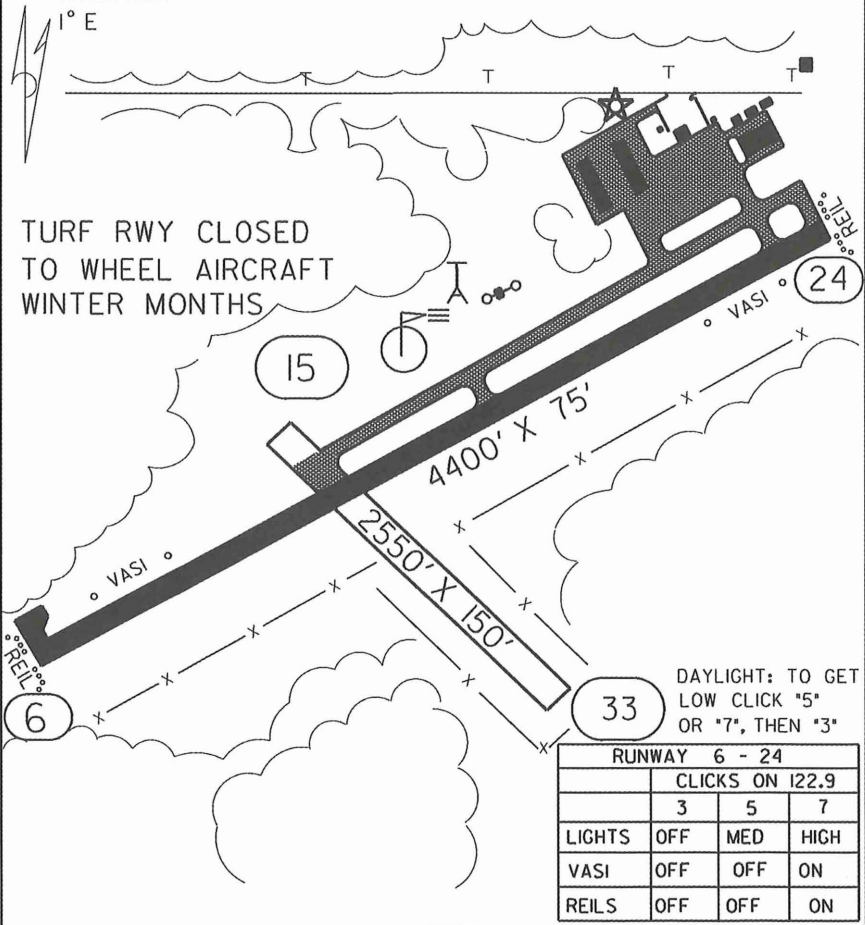 1° E
T
T
T
T
TURF RWY CLOSED
TO WHEEL AIRCRAFT
WINTER MONTHS
REIL
24
VASI
15
4400' X 75'
2550' X 150'
VASI
REIL
6
33
DAYLIGHT: TO GET
LOW CLICK "5"
OR "7", THEN "3"
RUNWAY 6 - 24
CLICKS ON 122.9
3 5 7
LIGHTS OFF MED HIGH
VASI OFF OFF ON
REILS OFF OFF ON